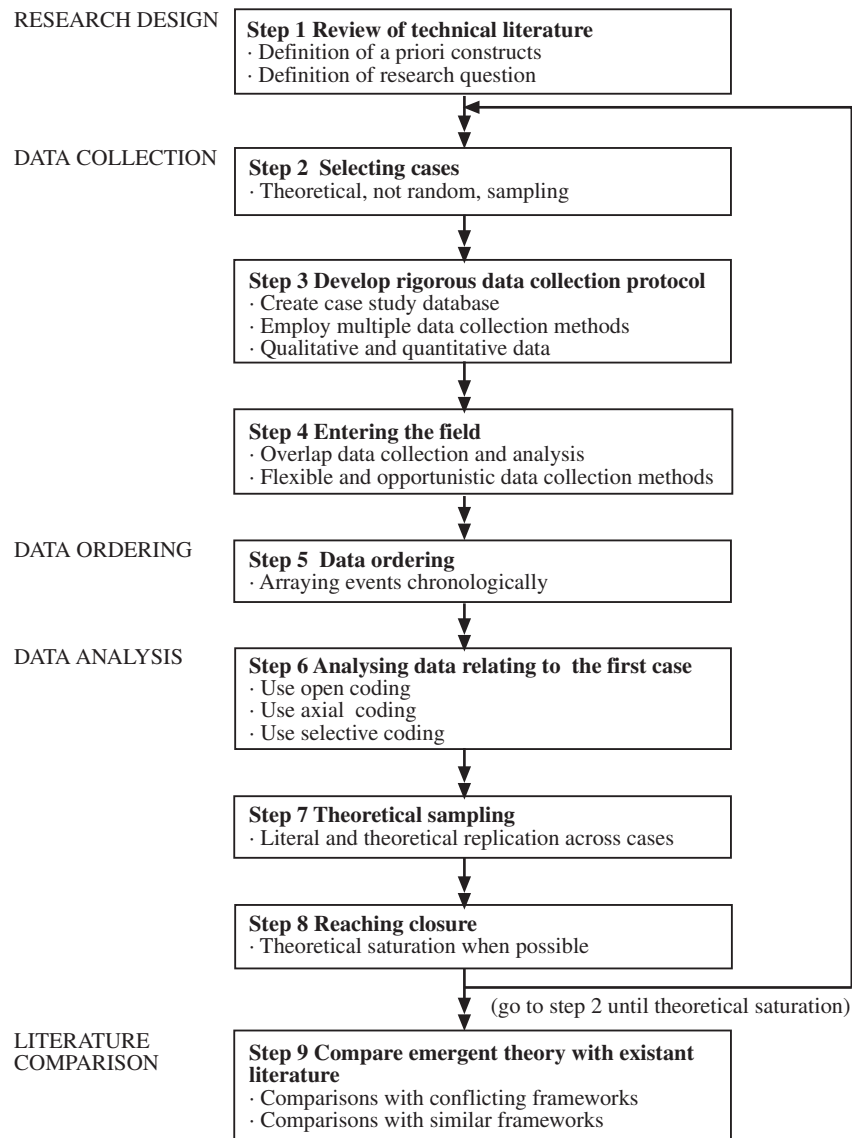 RESEARCH DESIGN
Step 1 Review of technical literature
· Definition of a priori constructs
· Definition of research question
DATA COLLECTION
Step 2 Selecting cases
· Theoretical, not random, sampling
Step 3 Develop rigorous data collection protocol
· Create case study database
· Employ multiple data collection methods
· Qualitative and quantitative data
Step 4 Entering the field
· Overlap data collection and analysis
· Flexible and opportunistic data collection methods
DATA ORDERING
Step 5 Data ordering
· Arraying events chronologically
DATA ANALYSIS
Step 6 Analysing data relating to the first case
· Use open coding
· Use axial coding
· Use selective coding
Step 7 Theoretical sampling
· Literal and theoretical replication across cases
Step 8 Reaching closure
· Theoretical saturation when possible
(go to step 2 until theoretical saturation)
LITERATURE
COMPARISON
Step 9 Compare emergent theory with existant
literature
· Comparisons with conflicting frameworks
· Comparisons with similar frameworks